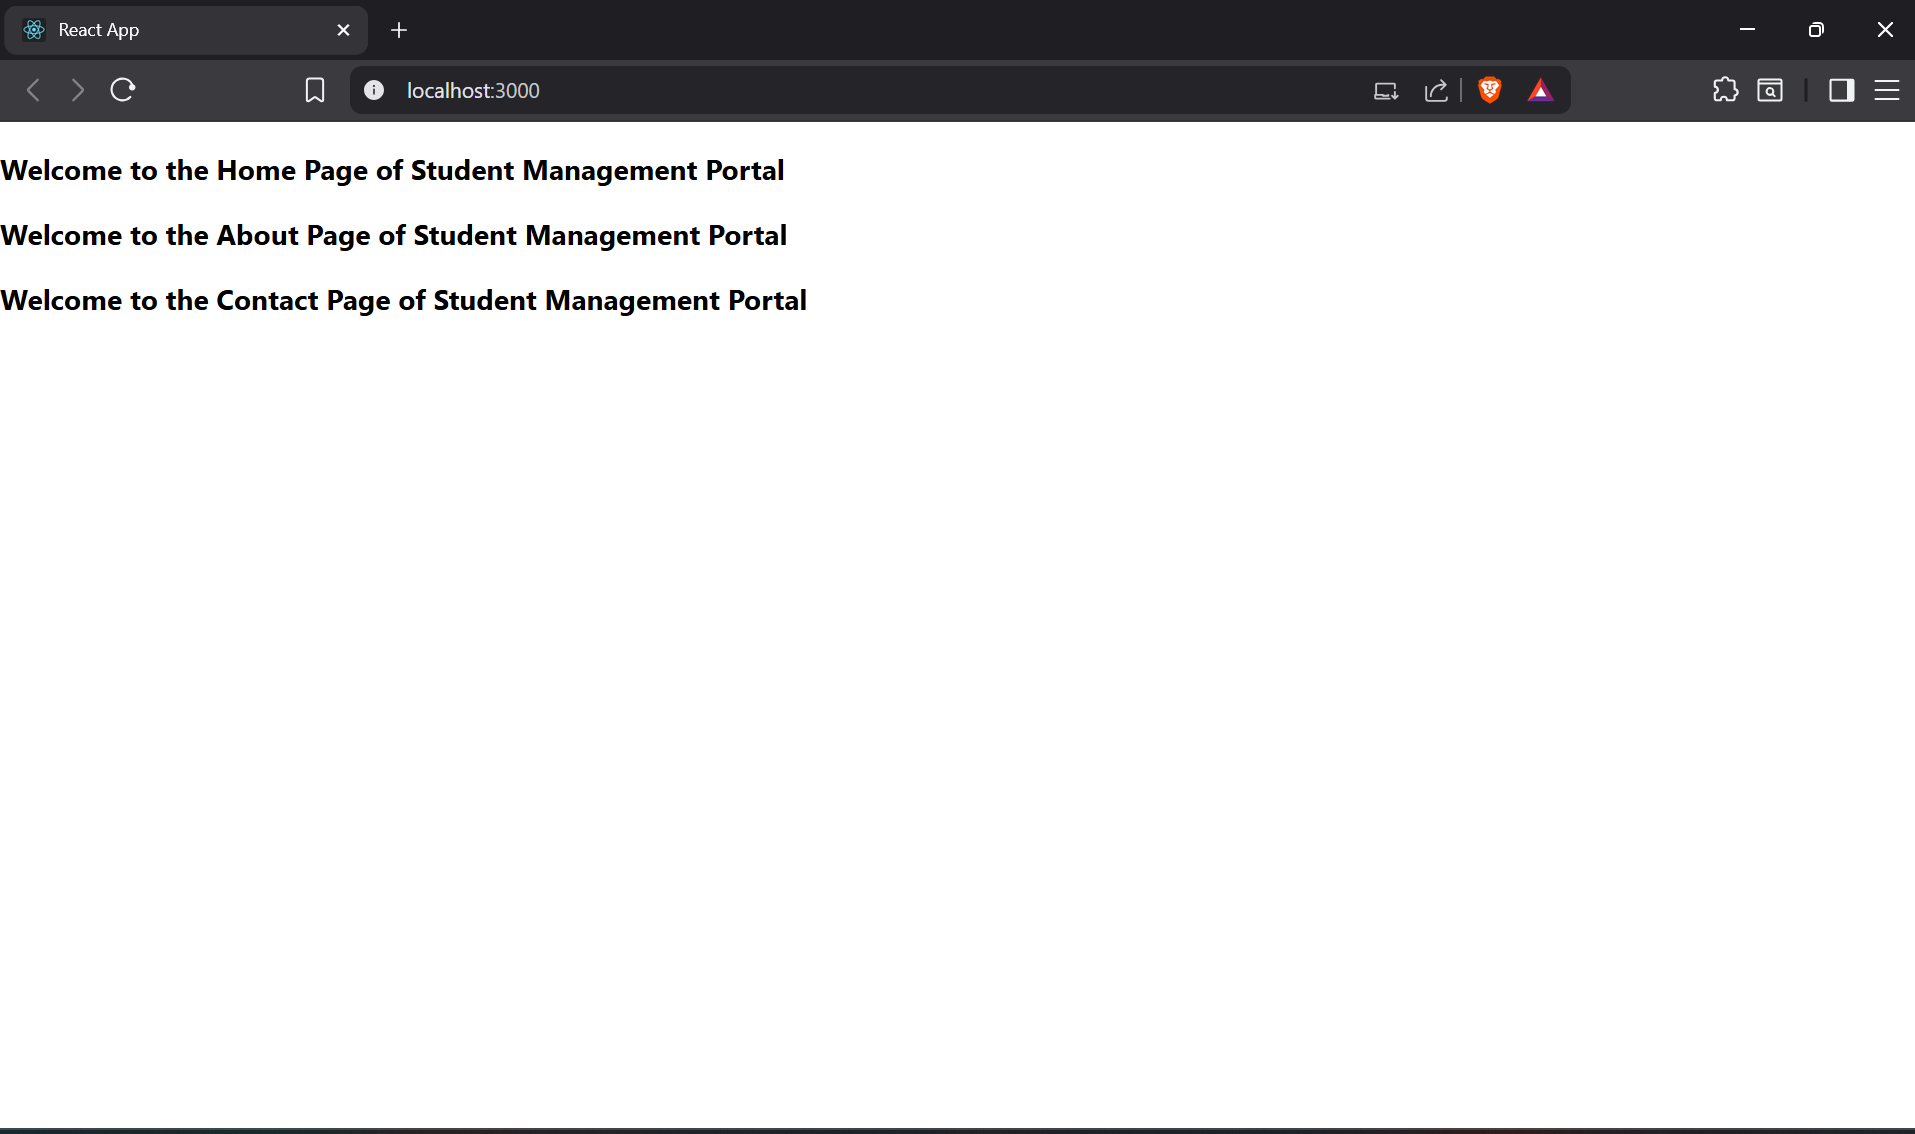 React App
localhost:3000
Welcome to the Home Page of Student Management Portal
Welcome to the About Page of Student Management Portal
Welcome to the Contact Page of Student Management Portal